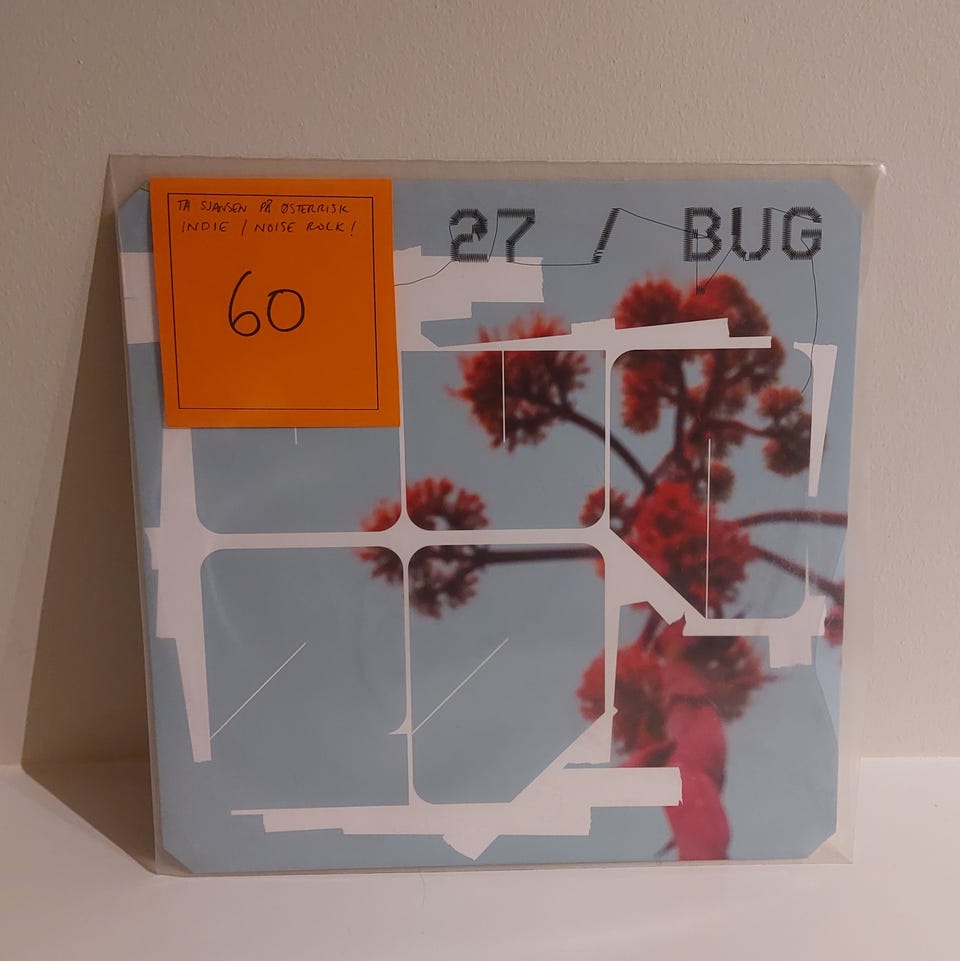 TA SJANSEN PÅ ØSTERRISK
INDIE / NOISE ROCK!
60
27 / BUG